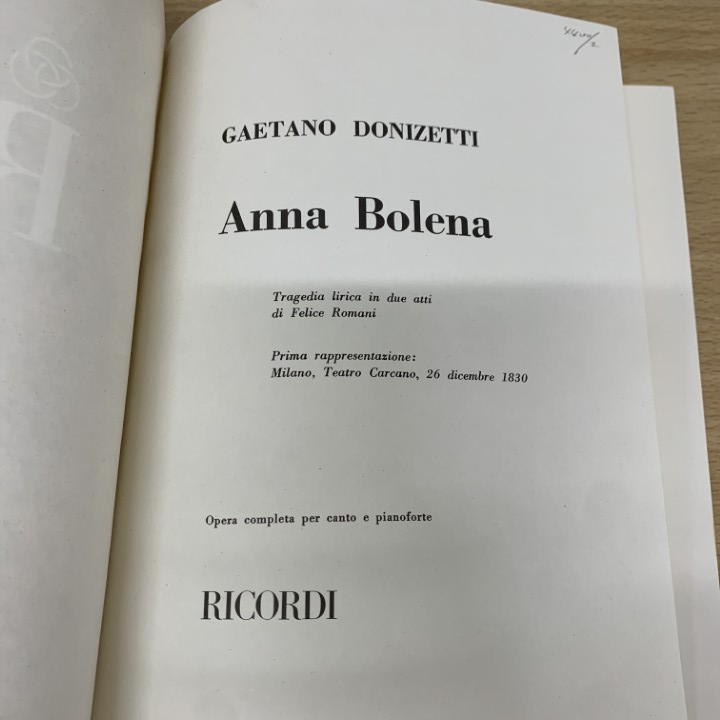 GAETANO DONIZETTI
Anna Bolena
Tragedia lirica in due atti
di Felice Romani
Prima rappresentazione:
Milano, Teatro Carcano, 26 dicembre 1830
Opera completa per canto e pianoforte
RICORDI